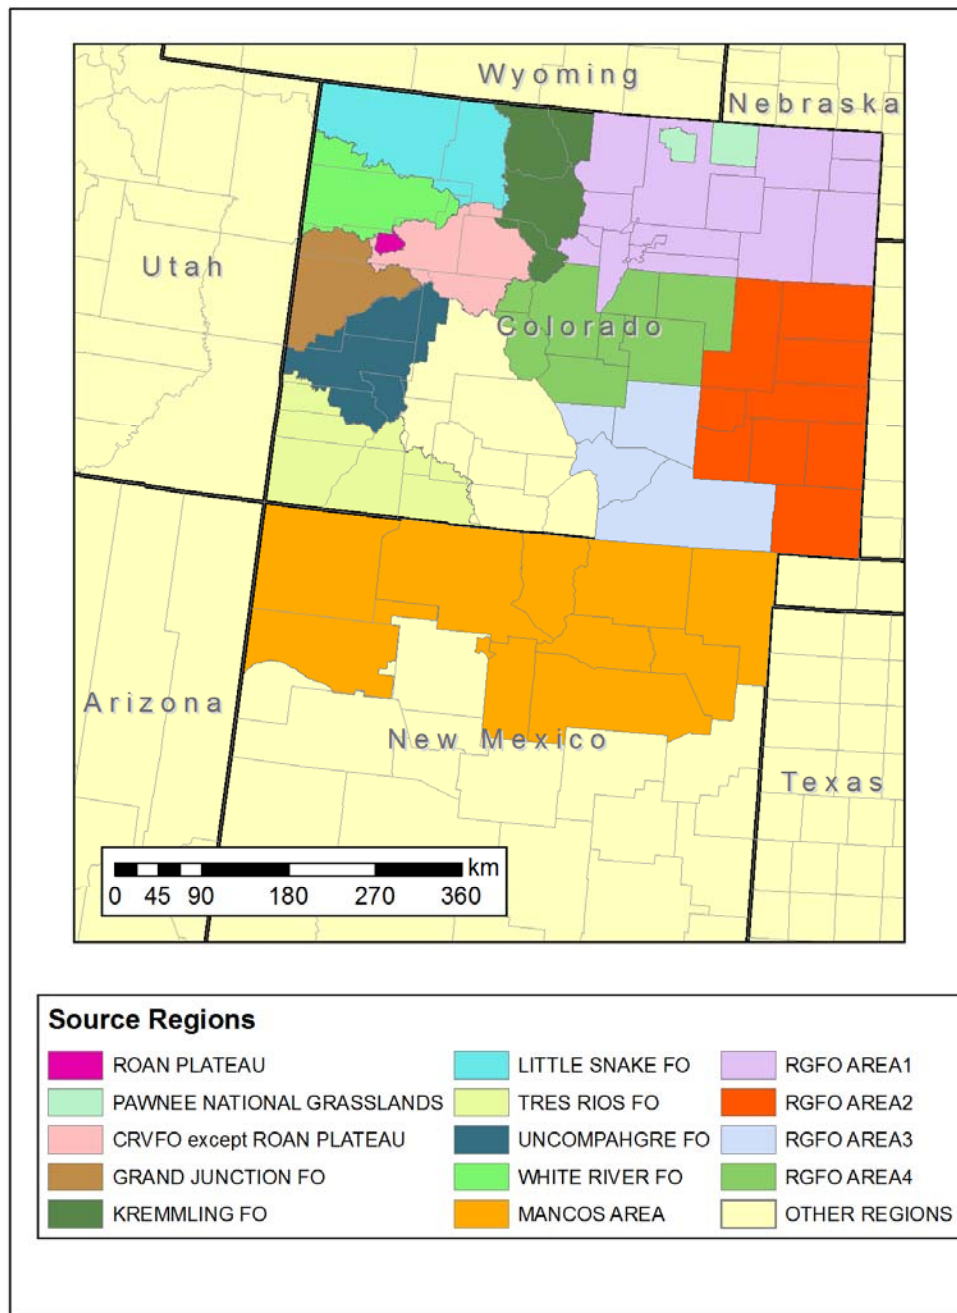 Wyoming
Nebraska
Utah
Colorado
Arizona
New Mexico
Texas
km
0 45 90 180 270 360
Source Regions
ROAN PLATEAU
PAWNEE NATIONAL GRASSLANDS
CRVFO except ROAN PLATEAU
GRAND JUNCTION FO
KREMMLING FO
LITTLE SNAKE FO
TRES RIOS FO
UNCOMPAHGRE FO
WHITE RIVER FO
MANCOS AREA
RGFO AREA1
RGFO AREA2
RGFO AREA3
RGFO AREA4
OTHER REGIONS